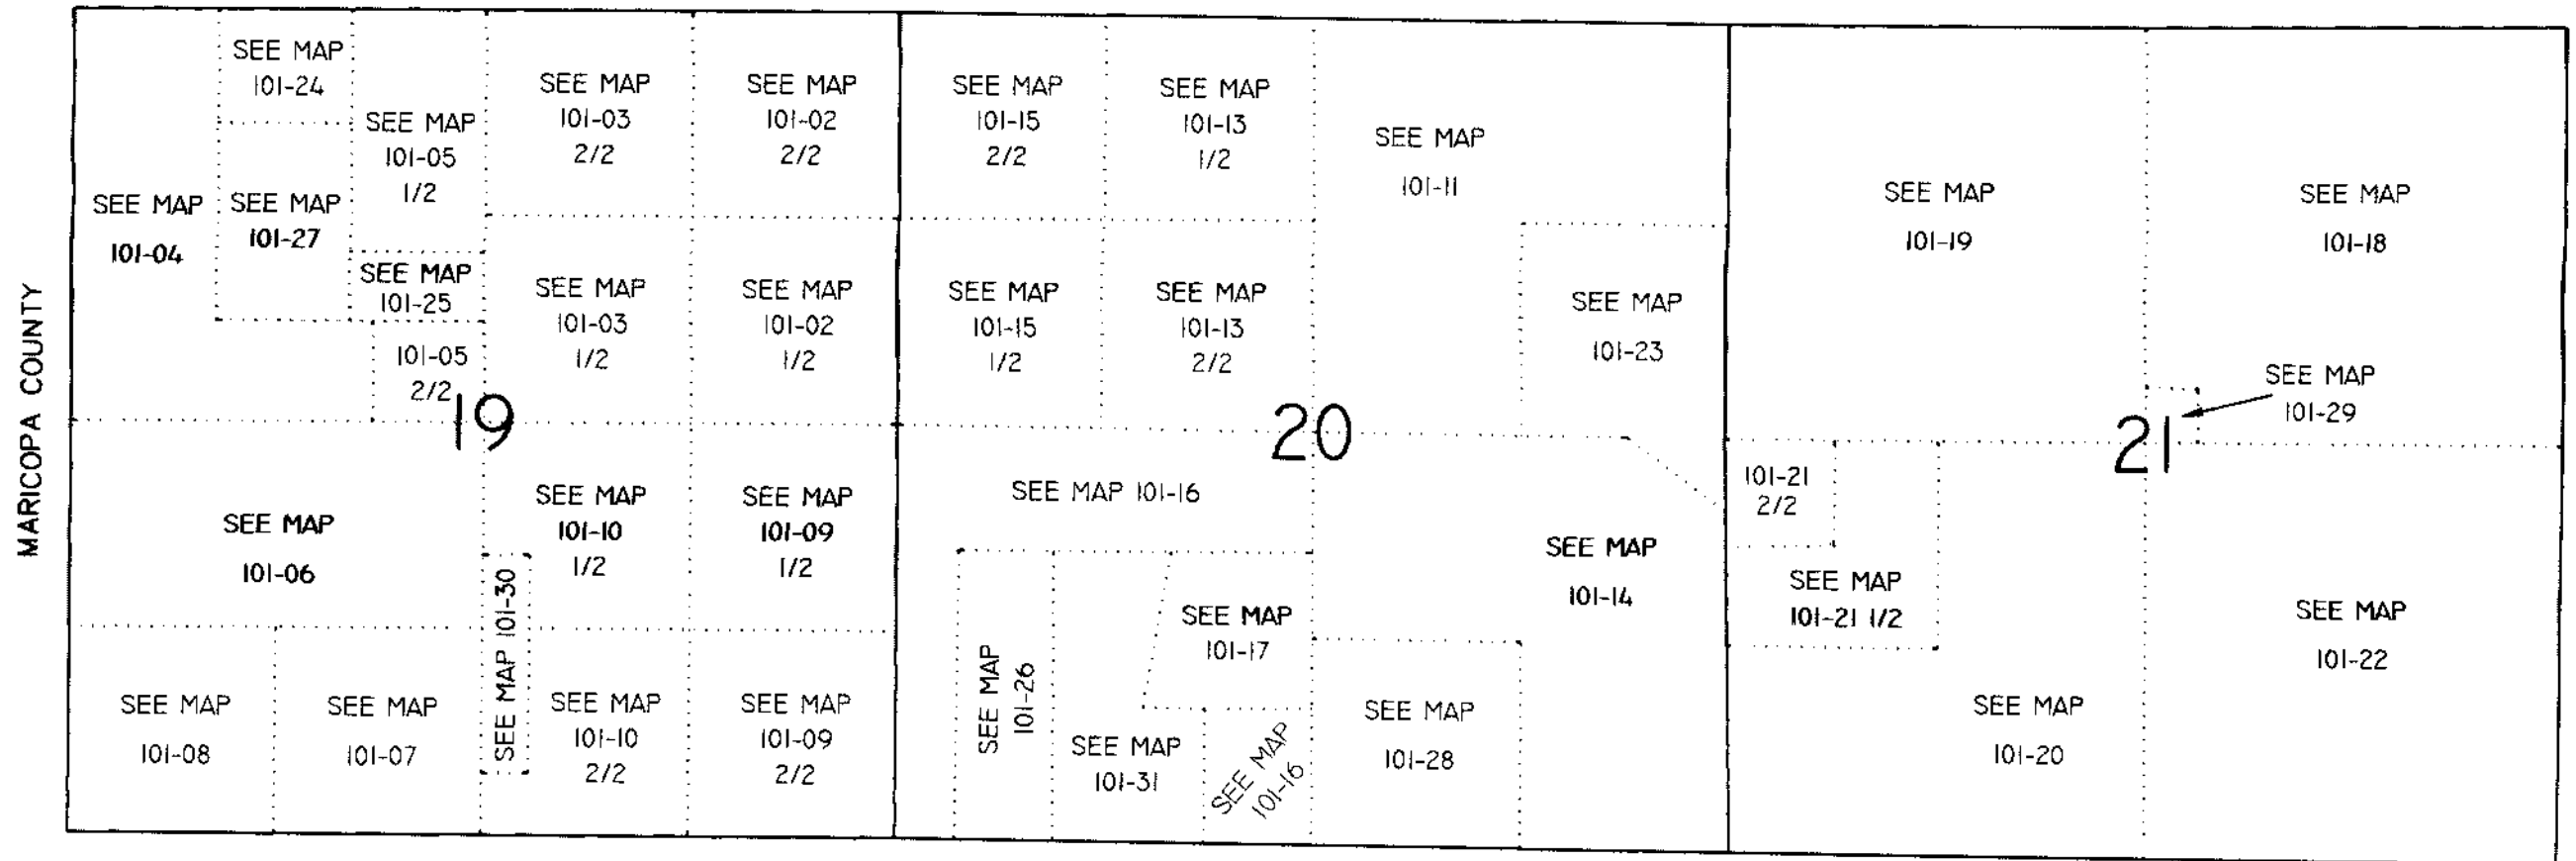 MARICOPA COUNTY
SEE MAP
101-04
SEE MAP
101-24
SEE MAP
101-27
SEE MAP
101-05
1/2
SEE MAP
101-25
101-05
2/2
SEE MAP
101-03
2/2
SEE MAP
101-02
2/2
SEE MAP
101-03
1/2
SEE MAP
101-02
1/2
19
SEE MAP
101-06
SEE MAP
101-10
1/2
SEE MAP
101-09
1/2
SEE MAP 101-30
SEE MAP
101-08
SEE MAP
101-07
SEE MAP
101-10
2/2
SEE MAP
101-09
2/2
SEE MAP
101-15
2/2
SEE MAP
101-13
1/2
SEE MAP
101-11
SEE MAP
101-15
1/2
SEE MAP
101-13
2/2
SEE MAP
101-23
20
SEE MAP 101-16
SEE MAP
101-14
SEE MAP
101-26
SEE MAP
101-17
SEE MAP
101-31
SEE MAP
101-16
SEE MAP
101-28
SEE MAP
101-19
SEE MAP
101-18
SEE MAP
101-29
21
101-21
2/2
SEE MAP
101-21 1/2
SEE MAP
101-20
SEE MAP
101-22